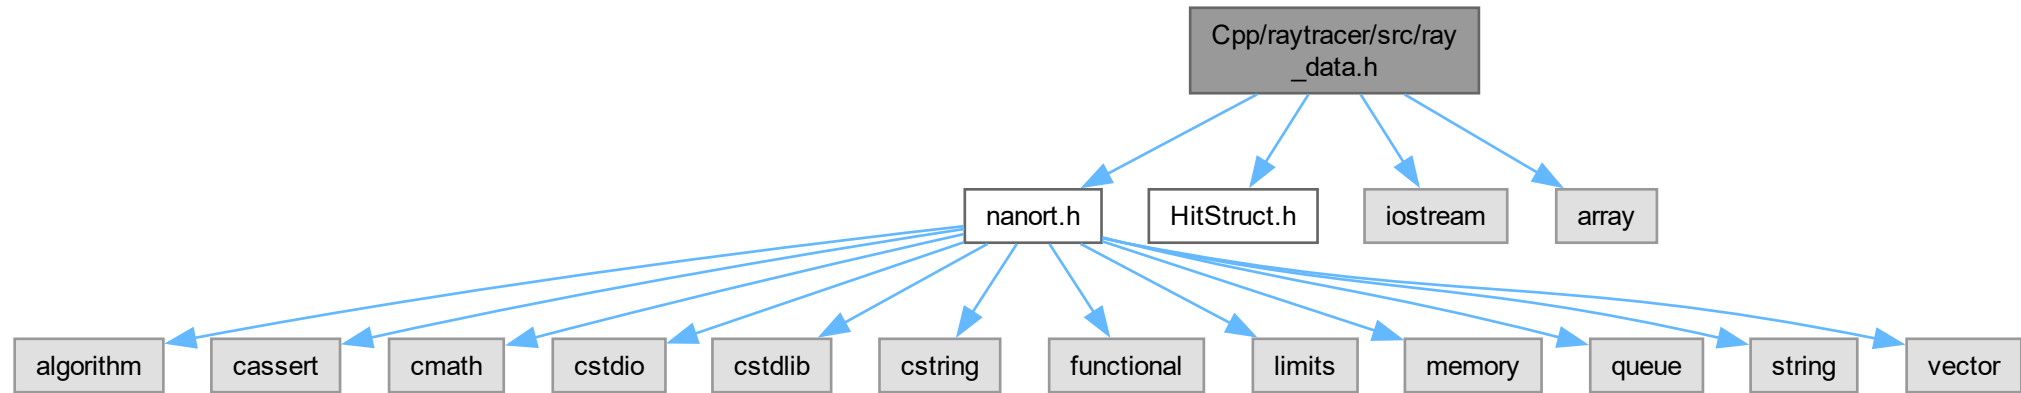 Cpp/raytracer/src/ray
_data.h
nanort.h
HitStruct.h
iostream
array
algorithm
cassert
cmath
cstdio
cstdlib
cstring
functional
limits
memory
queue
string
vector